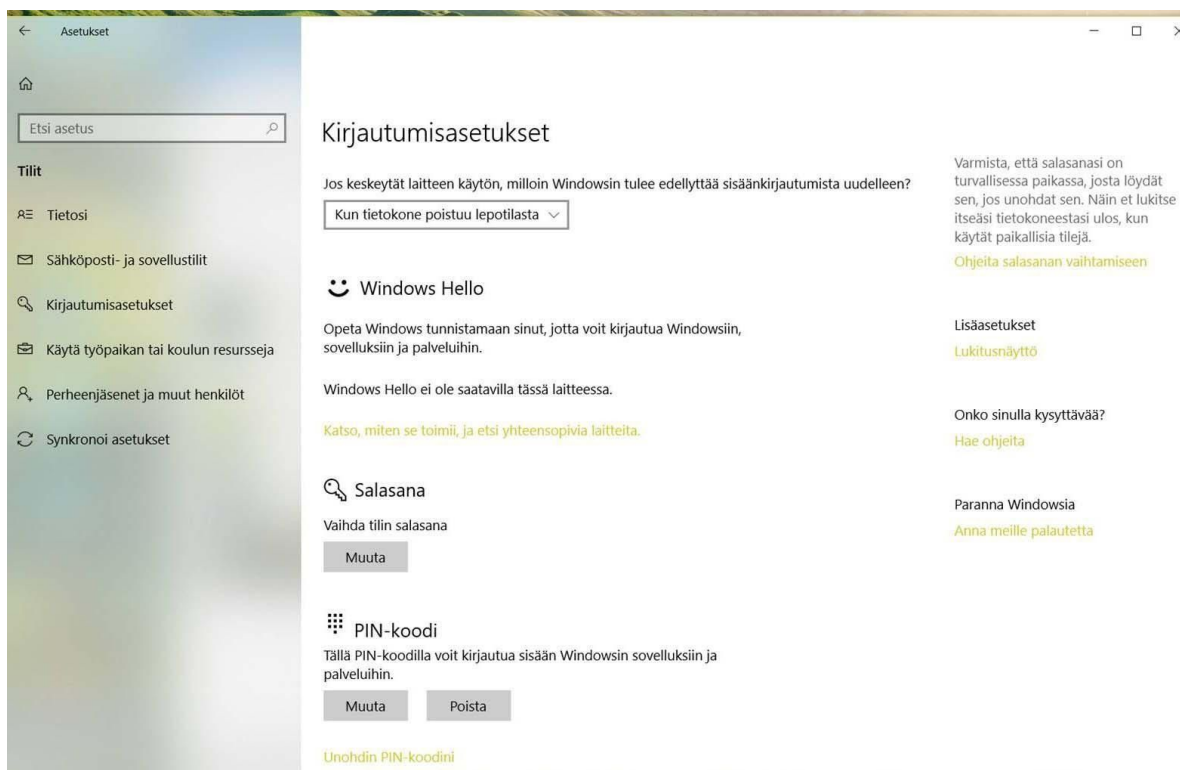 Asetukset
Etsi asetus
Tilit
Tietosi
Sähköposti- ja sovellustilit
Kirjautumisasetukset
Käytä työpaikan tai koulun resursseja
Perheenjäsenet ja muut henkilöt
Synkronoi asetukset
Kirjautumisasetukset
Jos keskeytät laitteen käytön, milloin Windowsin tulee edellyttää sisäänkirjautumista uudelleen?
Kun tietokone poistuu lepotilasta
Windows Hello
Opeta Windows tunnistamaan sinut, jotta voit kirjautua Windowsiin,
sovelluksiin ja palveluihin.
Windows Hello ei ole saatavilla tässä laitteessa.
Katso, miten se toimii, ja etsi yhteensopivia laitteita.
Salasana
Vaihda tilin salasana
Muuta
PIN-koodi
Tällä PIN-koodilla voit kirjautua sisään Windowsin sovelluksiin ja
palveluihin.
Muuta
Poista
Unohdin PIN-koodini
Varmista, että salasanasi on
turvallisessa paikassa, josta löydät
sen, jos unohdat sen. Näin et lukitse
itseäsi tietokoneestasi ulos, kun
käytät paikallisia tilejä.
Ohjeita salasanan vaihtamiseen
Lisäasetukset
Lukitusnäyttö
Onko sinulla kysyttävää?
Hae ohjeita
Paranna Windowsia
Anna meille palautetta